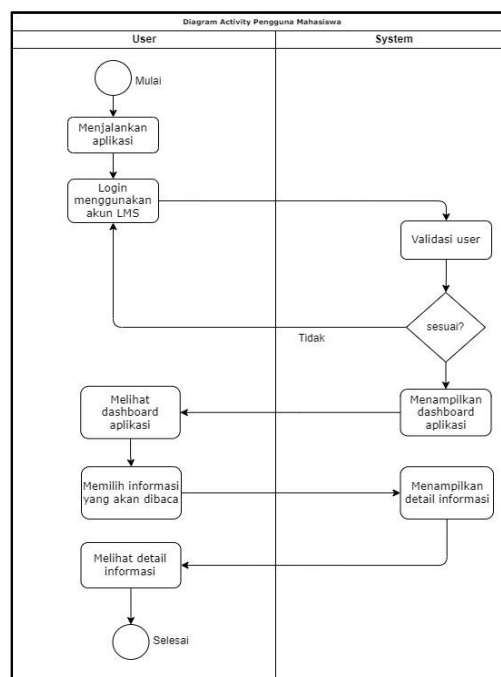 Diagram Activity Pengguna Mahasiswa
User
System
Mulai
Menjalankan
aplikasi
Login
menggunakan
akun LMS
Validasi user
sesuai?
Tidak
Menampilkan
dashboard
aplikasi
Melihat
dashboard
aplikasi
Memilih informasi
yang akan dibaca
Menampilkan
detail informasi
Melihat detail
informasi
Selesai